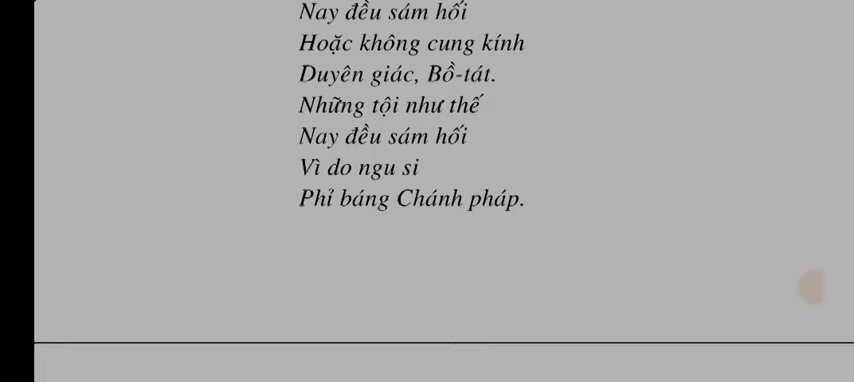 Nay đều sám hối
Hoặc không cung kính
Duyên giác, Bồ-tát.
Những tội như thế
Nay đều sám hối
Vì do ngu si
Phỉ báng Chánh pháp.